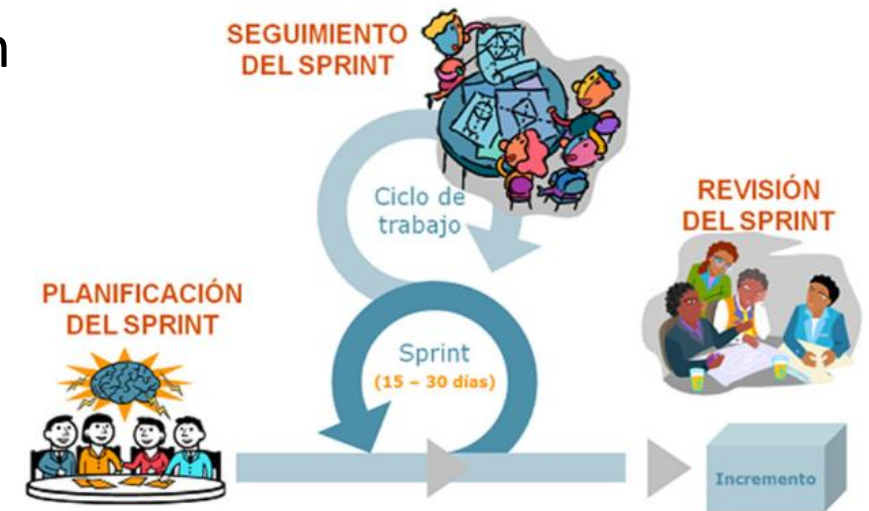 n
SEGUIMIENTO
DEL SPRINT
Ciclo de
trabajo
REVISIÓN
DEL SPRINT
PLANIFICACIÓN
DEL SPRINT
Sprint
(15 – 30 días)
Incremento